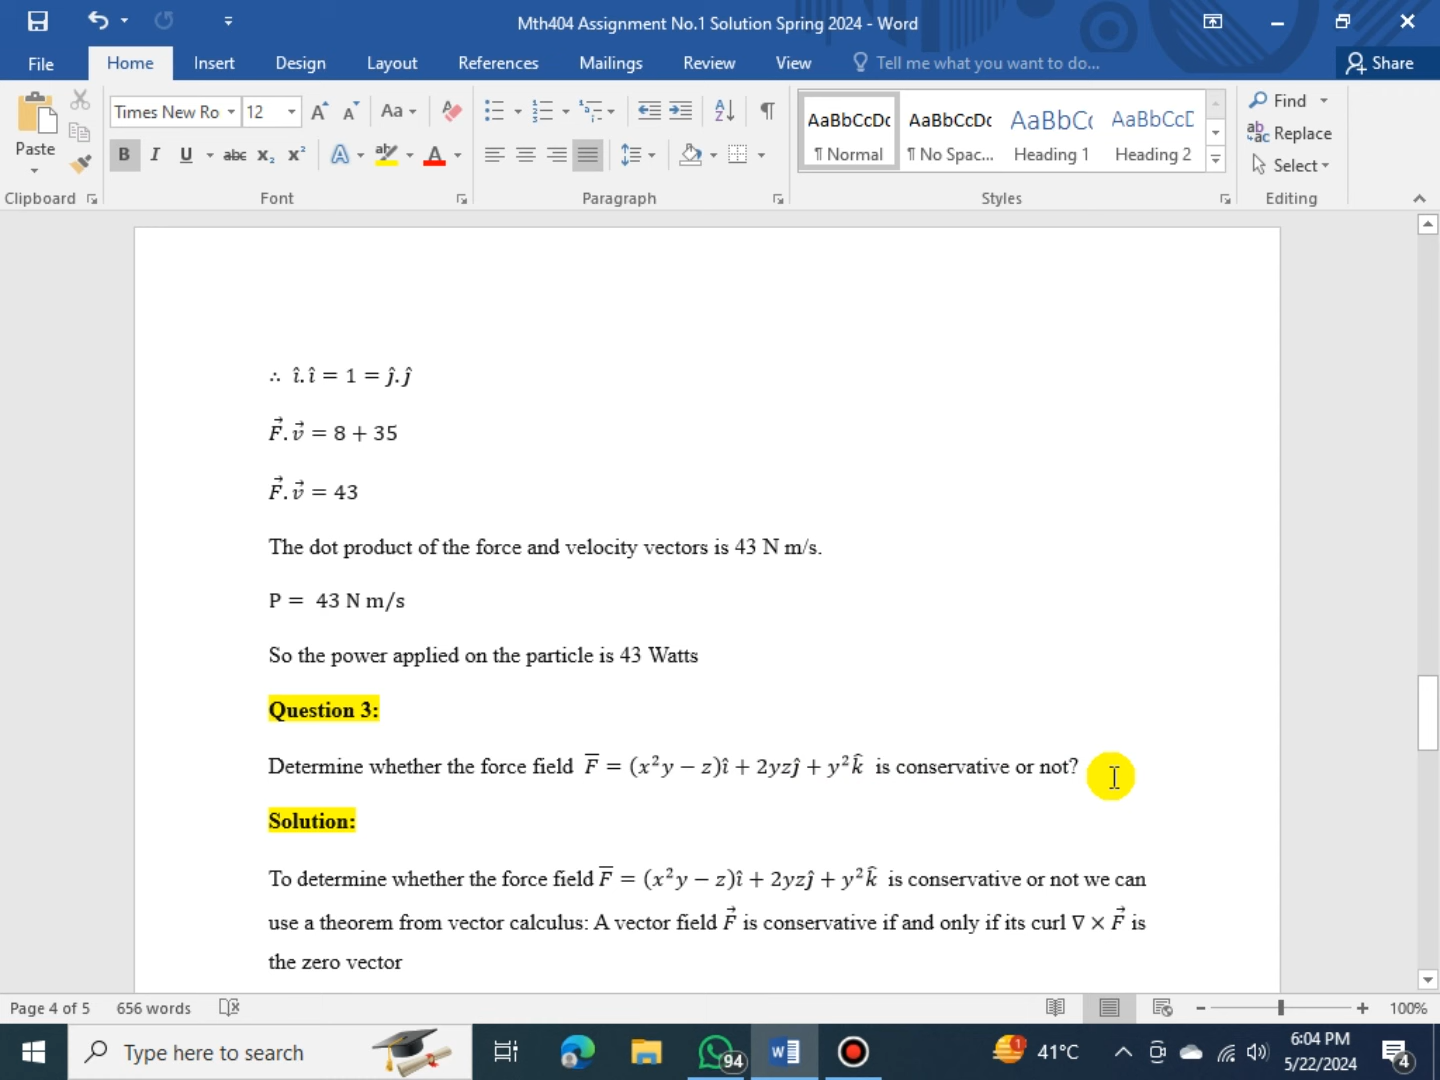 Mth404 Assignment No.1 Solution Spring 2024 - Word
File Home Insert Design Layout References Mailings Review View Tell me what you want to do... Share
Paste
Clipboard
Times New Ro 12
Aa
B I U abc x₂ x²
Font
Paragraph
AaBbCcDc AaBbCcDc AaBbCc AaBbCcD
¶ Normal ¶ No Spac... Heading 1 Heading 2
Styles
Find
Replace
Select
Editing
∴ î.î = 1 = ĵ.ĵ
F⃗.v⃗ = 8 + 35
F⃗.v⃗ = 43
The dot product of the force and velocity vectors is 43 N m/s.
P = 43 N m/s
So the power applied on the particle is 43 Watts
Question 3:
Determine whether the force field F̅ = (x²y − z)î + 2yzĵ + y²k̂ is conservative or not?
Solution:
To determine whether the force field F̅ = (x²y − z)î + 2yzĵ + y²k̂ is conservative or not we can
use a theorem from vector calculus: A vector field F⃗ is conservative if and only if its curl ∇ × F⃗ is
the zero vector
Page 4 of 5 656 words 100%
Type here to search
94
1
41°C
6:04 PM
5/22/2024
4